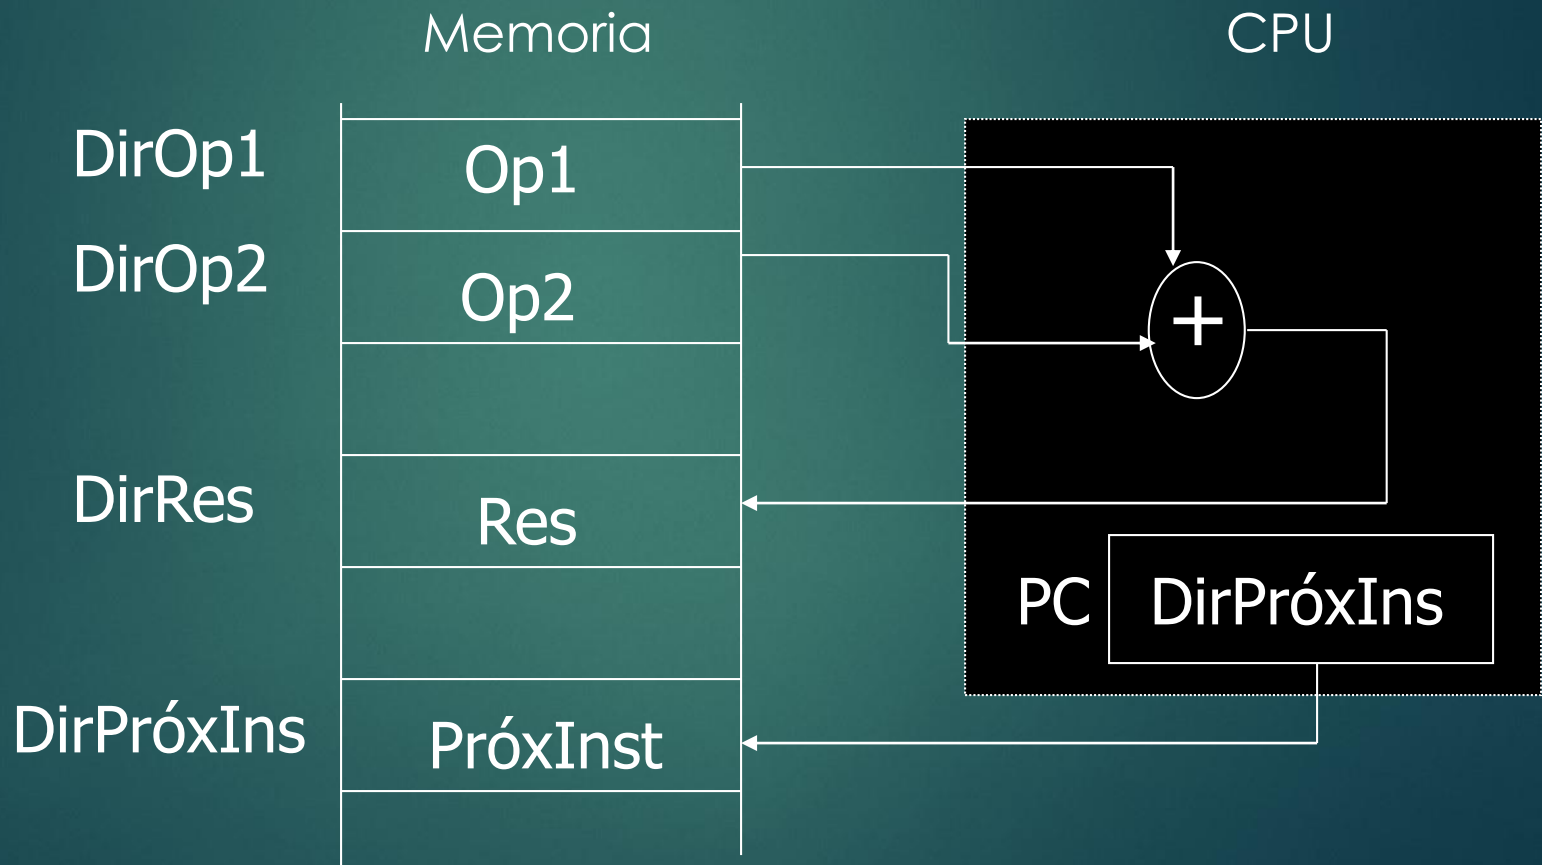 Memoria
CPU
DirOp1
Op1
DirOp2
Op2
+
DirRes
Res
PC
DirPróxIns
DirPróxIns
PróxInst